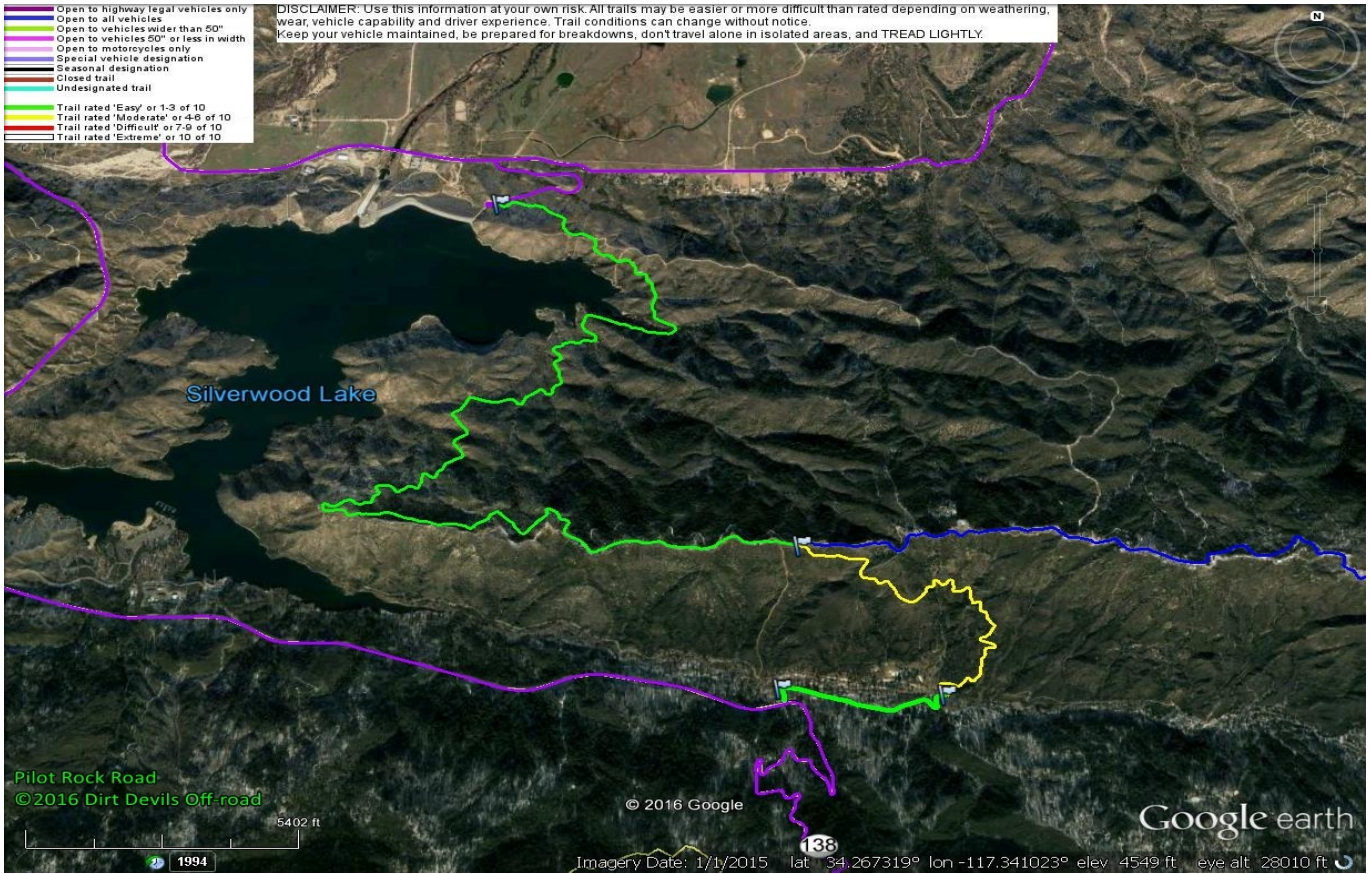 Open to highway legal vehicles only
Open to all vehicles
Open to vehicles wider than 50"
Open to vehicles 50" or less in width
Open to motorcycles only
Special vehicle designation
Seasonal designation
Closed trail
Undesignated trail
Trail rated 'Easy' or 1-3 of 10
Trail rated 'Moderate' or 4-6 of 10
Trail rated 'Difficult' or 7-9 of 10
Trail rated 'Extreme' or 10 of 10
DISCLAIMER: Use this information at your own risk. All trails may be easier or more difficult than rated depending on weathering,
wear, vehicle capability and driver experience. Trail conditions can change without notice.
Keep your vehicle maintained, be prepared for breakdowns, don't travel alone in isolated areas, and TREAD LIGHTLY.
N
Silverwood Lake
Pilot Rock Road
©2016 Dirt Devils Off-road
5402 ft
1994
© 2016 Google
138
Google earth
Imagery Date: 1/1/2015 lat 34.267319° lon -117.341023° elev 4549 ft eye alt 28010 ft